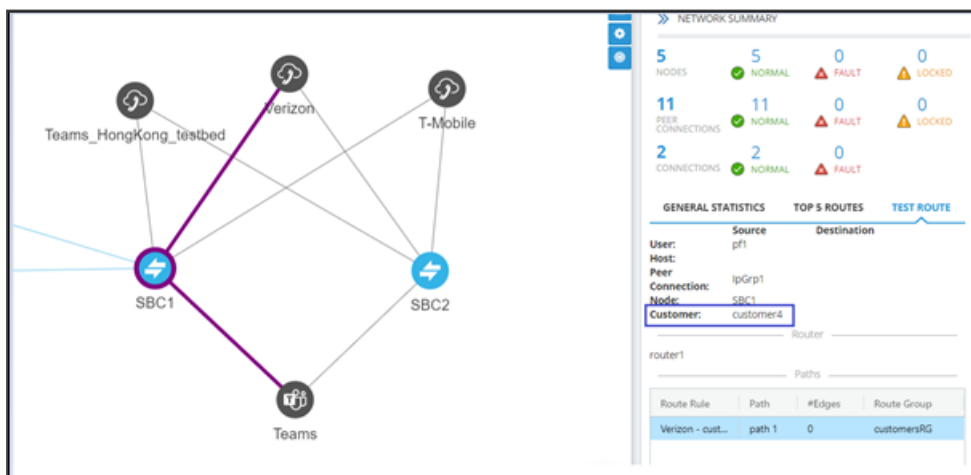 NETWORK SUMMARY
5 5 0 0
NODES NORMAL FAULT LOCKED
11 11 0 0
PEER CONNECTIONS NORMAL FAULT LOCKED
2 2 0
CONNECTIONS NORMAL FAULT
GENERAL STATISTICS TOP 5 ROUTES TEST ROUTE
Source Destination
User: pf1
Host:
Peer Connection: IpGrp1
Node: SBC1
Customer: customer4
Router
router1
Paths
Route Rule Path #Edges Route Group
Verizon - cust... path 1 0 customersRG
Verizon
T-Mobile
Teams_HongKong_testbed
SBC1
SBC2
Teams